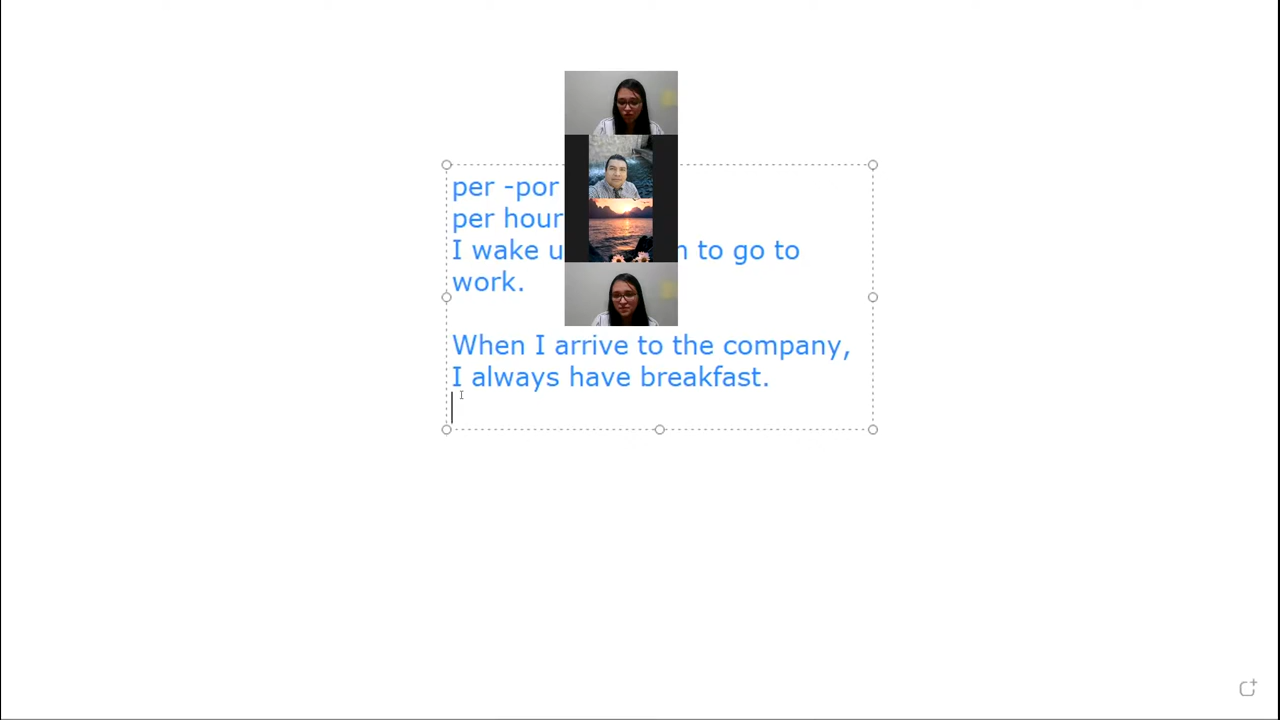 per -por
per hour
I wake to go to
work.
When I arrive to the company,
I always have breakfast.